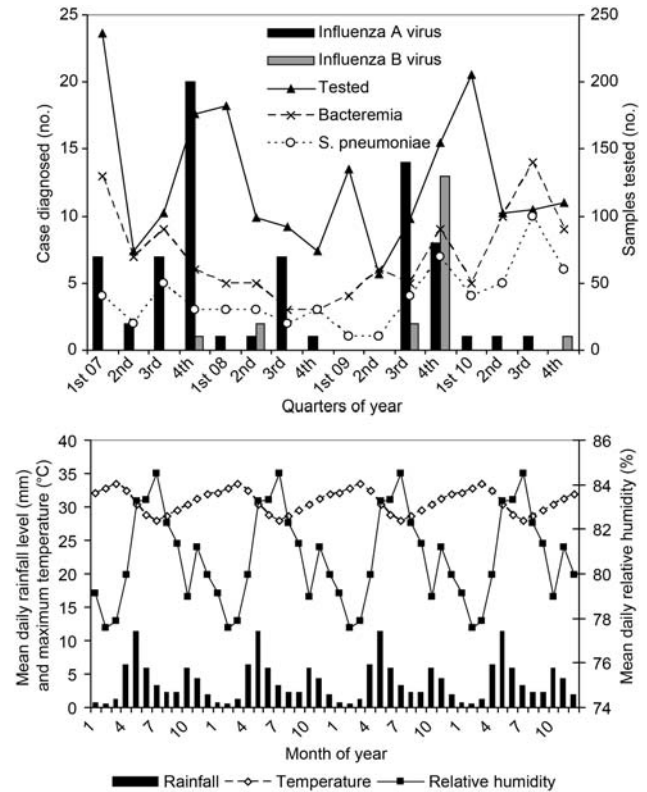 Influenza A virus
Influenza B virus
Tested
Bacteremia
S. pneumoniae
Case diagnosed (no.)
25
20
15
10
5
0
Samples tested (no.)
250
200
150
100
50
0
1st 07
2nd
3rd
4th
1st 08
2nd
3rd
4th
1st 09
2nd
3rd
4th
1st 10
2nd
3rd
4th
Quarters of year
Mean daily rainfall level (mm)
and maximum temperature (°C)
40
35
30
25
20
15
10
5
0
Mean daily relative humidity (%)
86
84
82
80
78
76
74
1
4
7
10
1
4
7
10
1
4
7
10
1
4
7
10
Month of year
Rainfall Temperature Relative humidity